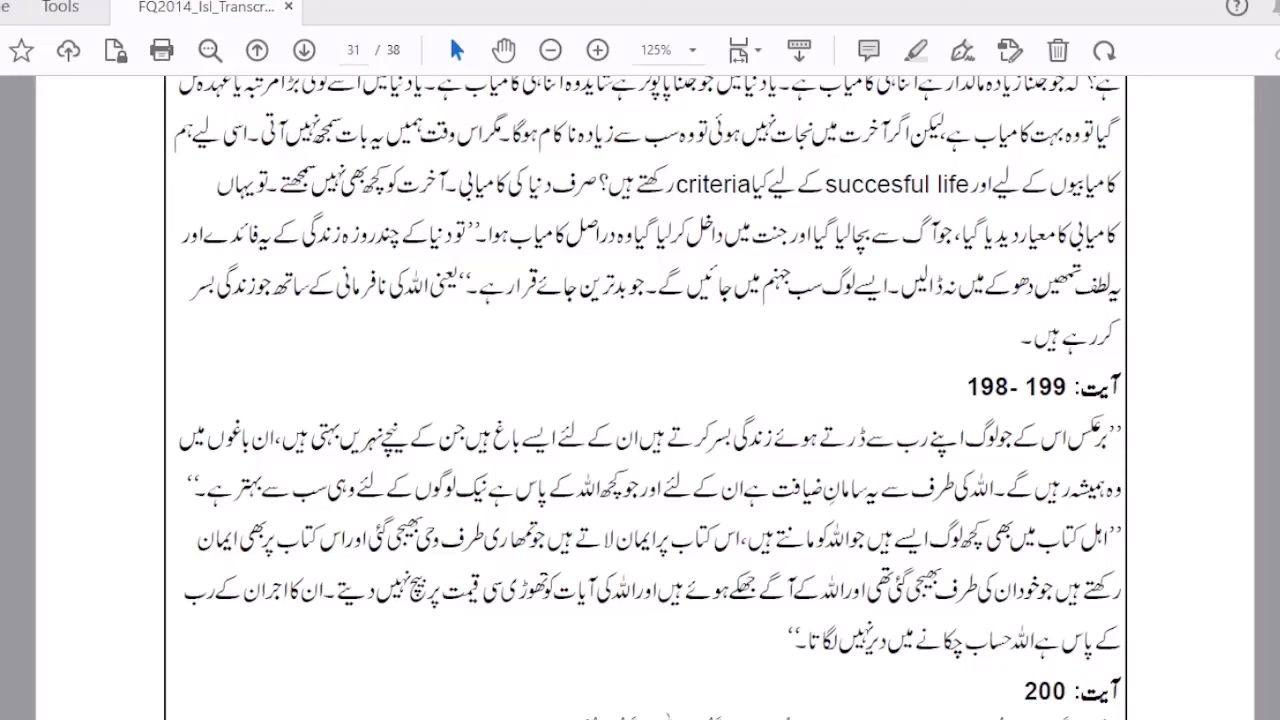 Tools
FQ2014_Isl_Transcr... ×
31 / 38
125%
ہے؟ کہ جو جتنا زیادہ مالدار ہے اتنا ہی کامیاب ہے۔ یا دنیا میں جو جتنا پاپولر ہے شاید وہ اتنا ہی کامیاب ہے۔ یا دنیا میں اسے کوئی بڑا مرتبہ یا عہدہ مل
گیا تو وہ بہت کامیاب ہے، لیکن اگر آخرت میں نجات نہیں ہوئی تو وہ سب سے زیادہ ناکام ہوگا۔ مگر اس وقت ہمیں یہ بات سمجھ نہیں آتی۔ اسی لیے ہم
کامیابیوں کے لیے اور succesful life کے لیے کیا criteria رکھتے ہیں؟ صرف دنیا کی کامیابی۔ آخرت کو کچھ بھی نہیں سمجھتے۔ تو یہاں
کامیابی کا معیار دیدیا گیا، جو آگ سے بچا لیا گیا اور جنت میں داخل کر لیا گیا وہ دراصل کامیاب ہوا۔ ’’تو دنیا کے چند روزہ زندگی کے یہ فائدے اور
یہ لطف تمھیں دھوکے میں نہ ڈالیں۔ ایسے لوگ سب جہنم میں جائیں گے۔ جو بدترین جائے قرار ہے۔‘‘ یعنی اللہ کی نافرمانی کے ساتھ جو زندگی بسر
کر رہے ہیں۔
آیت: 199 -198
’’برعکس اس کے جو لوگ اپنے رب سے ڈرتے ہوئے زندگی بسر کرتے ہیں ان کے لئے ایسے باغ ہیں جن کے نیچے نہریں بہتی ہیں، ان باغوں میں
وہ ہمیشہ رہیں گے۔ اللہ کی طرف سے یہ سامانِ ضیافت ہے ان کے لئے اور جو کچھ اللہ کے پاس ہے نیک لوگوں کے لئے وہی سب سے بہتر ہے۔‘‘
’’اہل کتاب میں بھی کچھ لوگ ایسے ہیں جو اللہ کو مانتے ہیں، اس کتاب پر ایمان لاتے ہیں جو تمھاری طرف وحی بھیجی گئی اور اس کتاب پر بھی ایمان
رکھتے ہیں جو خود ان کی طرف بھیجی گئی تھی اور اللہ کے آگے جھکے ہوئے ہیں اور اللہ کی آیات کو تھوڑی سی قیمت پر بیچ نہیں دیتے۔ ان کا اجر ان کے رب
کے پاس ہے اللہ حساب چکانے میں دیر نہیں لگاتا۔‘‘
آیت: 200